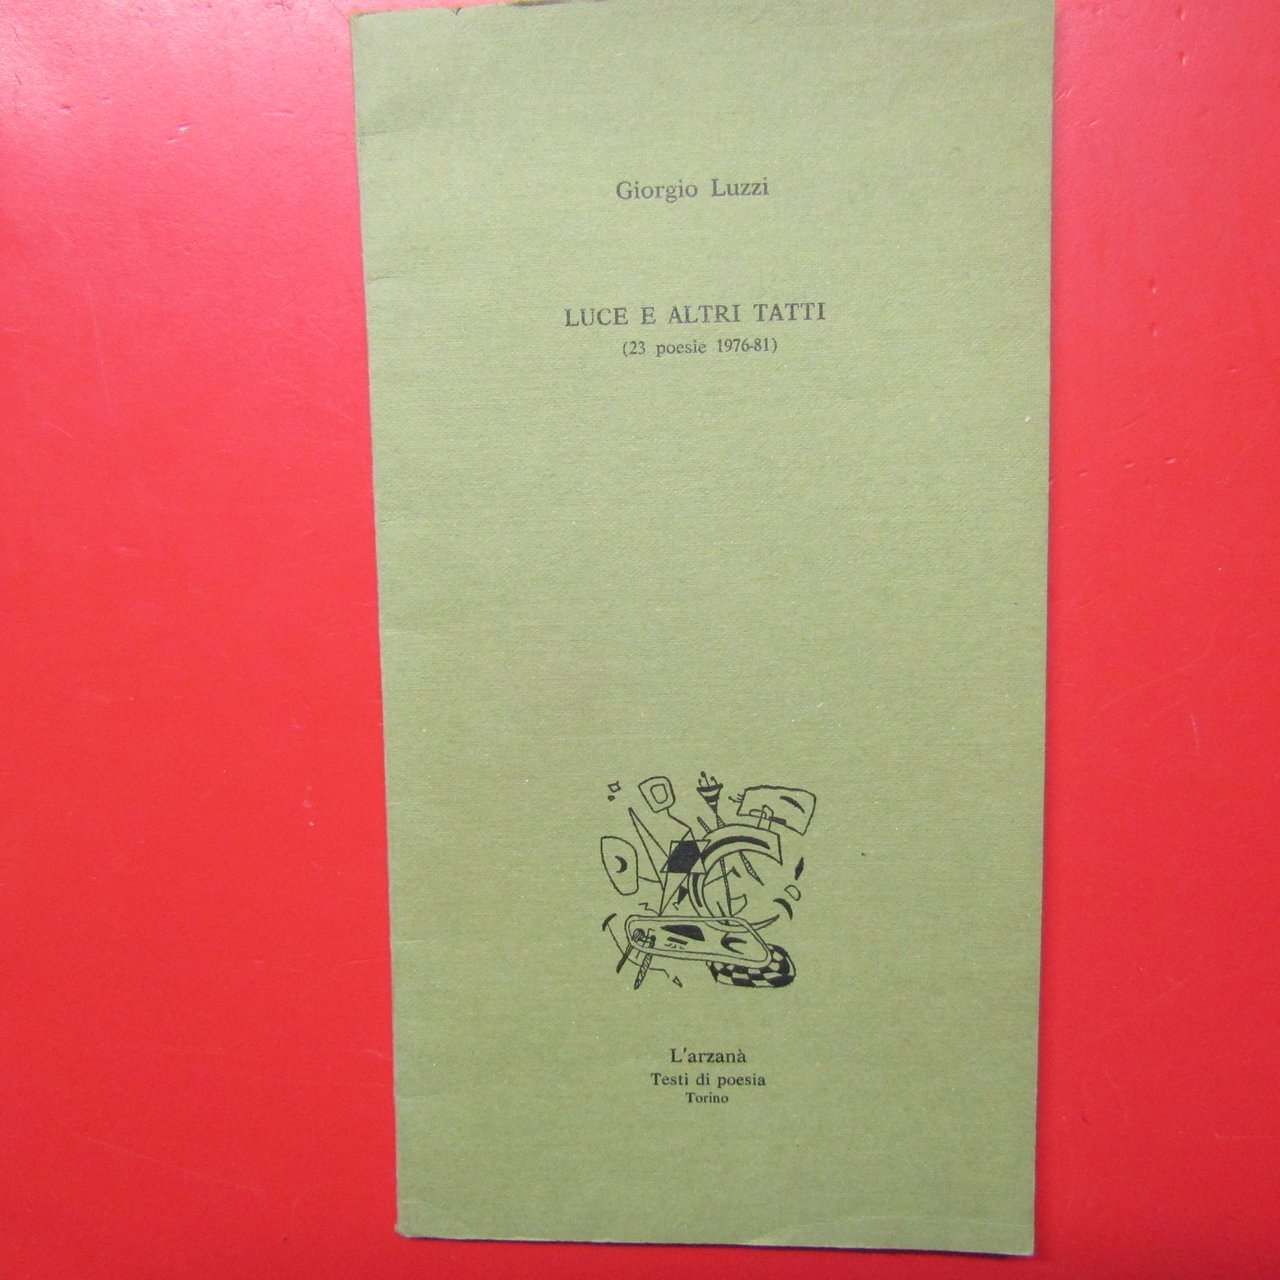 Giorgio Luzzi
LUCE E ALTRI TATTI
(23 poesie 1976-81)
L'arzanà
Testi di poesia
Torino